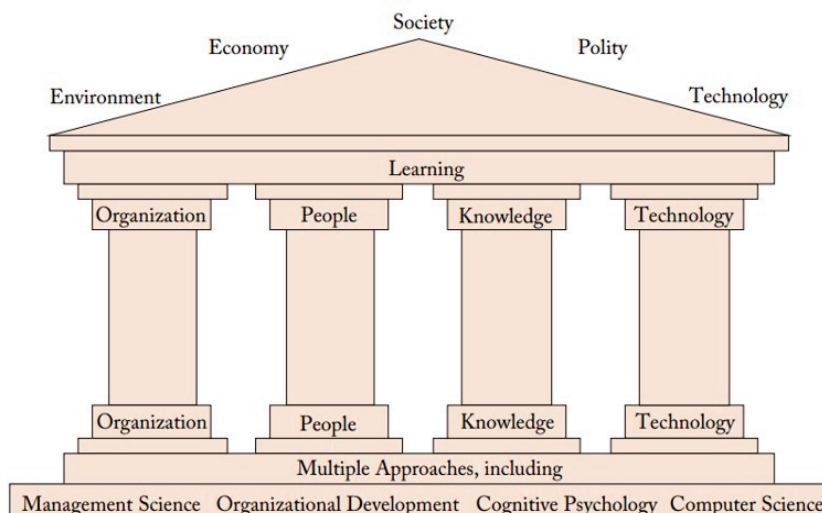 Society
Economy Polity
Environment Technology
Learning
Organization People Knowledge Technology
Organization People Knowledge Technology
Multiple Approaches, including
Management Science Organizational Development Cognitive Psychology Computer Science